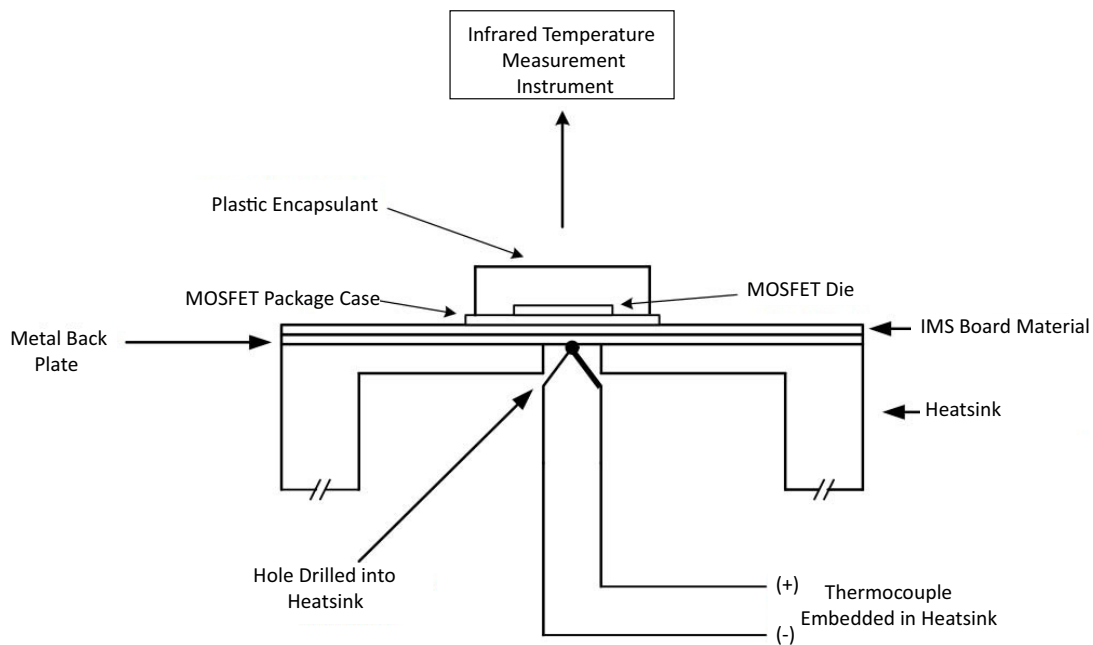 Infrared Temperature
Measurement
Instrument
Plastic Encapsulant
MOSFET Package Case
MOSFET Die
Metal Back
Plate
IMS Board Material
Heatsink
Hole Drilled into
Heatsink
(+)
Thermocouple
Embedded in Heatsink
(-)